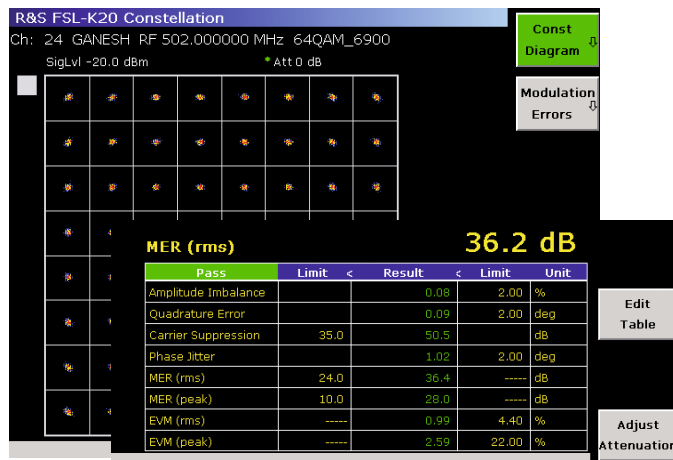 R&S FSL-K20 Constellation
Ch: 24 GANESH RF 502.000000 MHz 64QAM_6900
SigLvl -20.0 dBm * Att 0 dB
Const
Diagram
Modulation
Errors
MER (rms) 36.2 dB
Pass Limit < Result < Limit Unit
Amplitude Imbalance 0.08 2.00 %
Quadrature Error 0.09 2.00 deg
Carrier Suppression 35.0 50.5 dB
Phase Jitter 1.02 2.00 deg
MER (rms) 24.0 36.4 ----- dB
MER (peak) 10.0 28.0 ----- dB
EVM (rms) ----- 0.99 4.40 %
EVM (peak) ----- 2.59 22.00 %
Edit
Table
Adjust
Attenuation